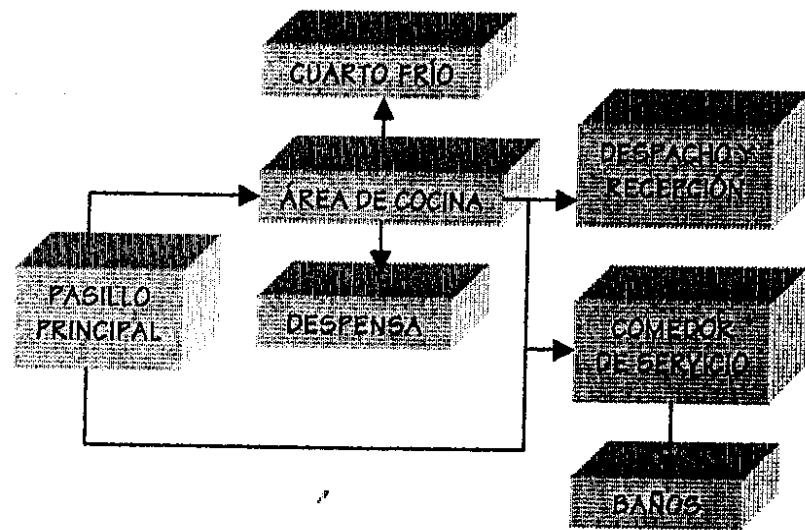 CUARTO FRÍO
DESPACHO Y
RECEPCIÓN
ÁREA DE COCINA
PASILLO
PRINCIPAL
DESPENSA
COMEDOR
DE SERVICIO
BAÑOS